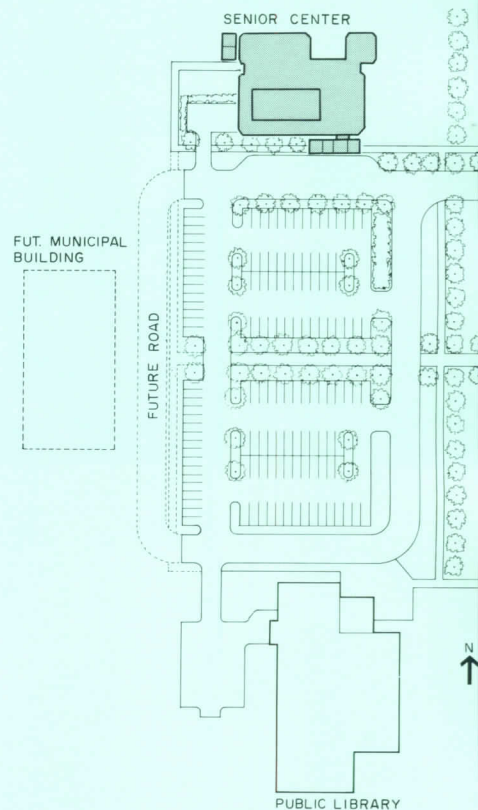 SENIOR CENTER
FUT. MUNICIPAL
BUILDING
FUTURE ROAD
N
PUBLIC LIBRARY